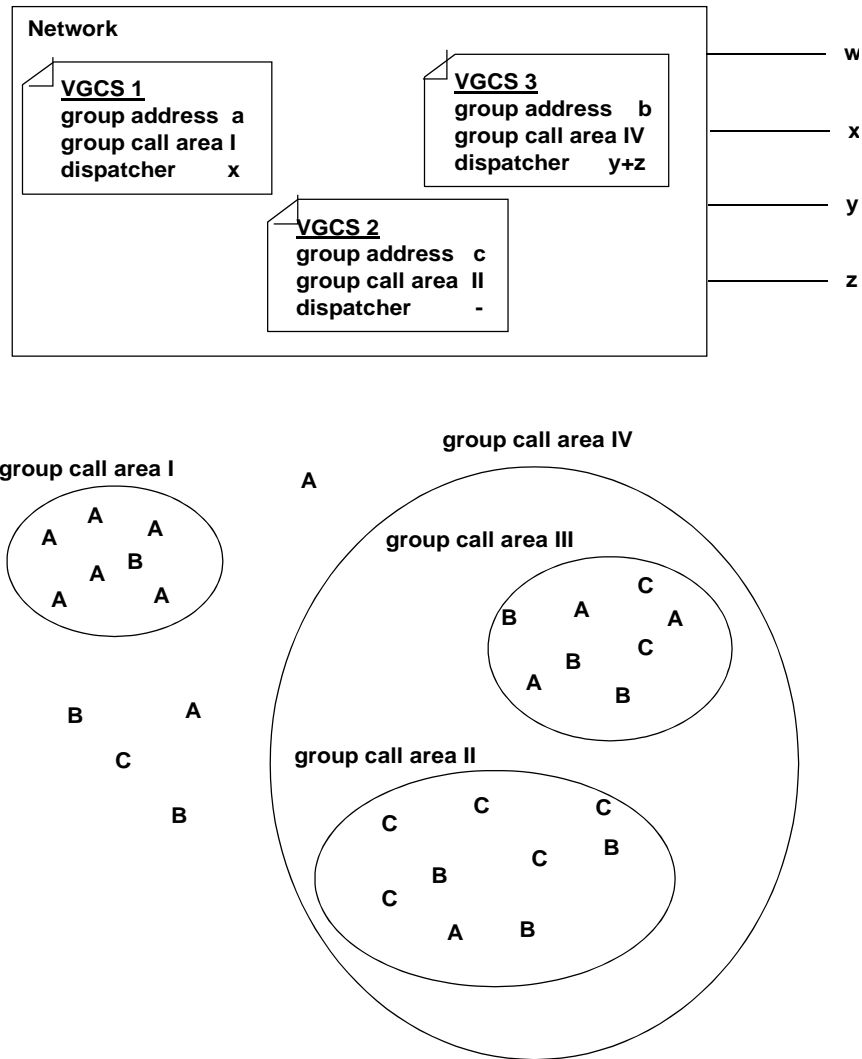 Network
VGCS 1
group address a
group call area I
dispatcher x
VGCS 3
group address b
group call area IV
dispatcher y+z
VGCS 2
group address c
group call area II
dispatcher -
w
x
y
z
group call area IV
group call area I
A
A
A
A
B
A
A
A
group call area III
C
B
A
A
C
B
A
B
B
A
C
B
group call area II
C
C
C
C
B
B
C
A
B